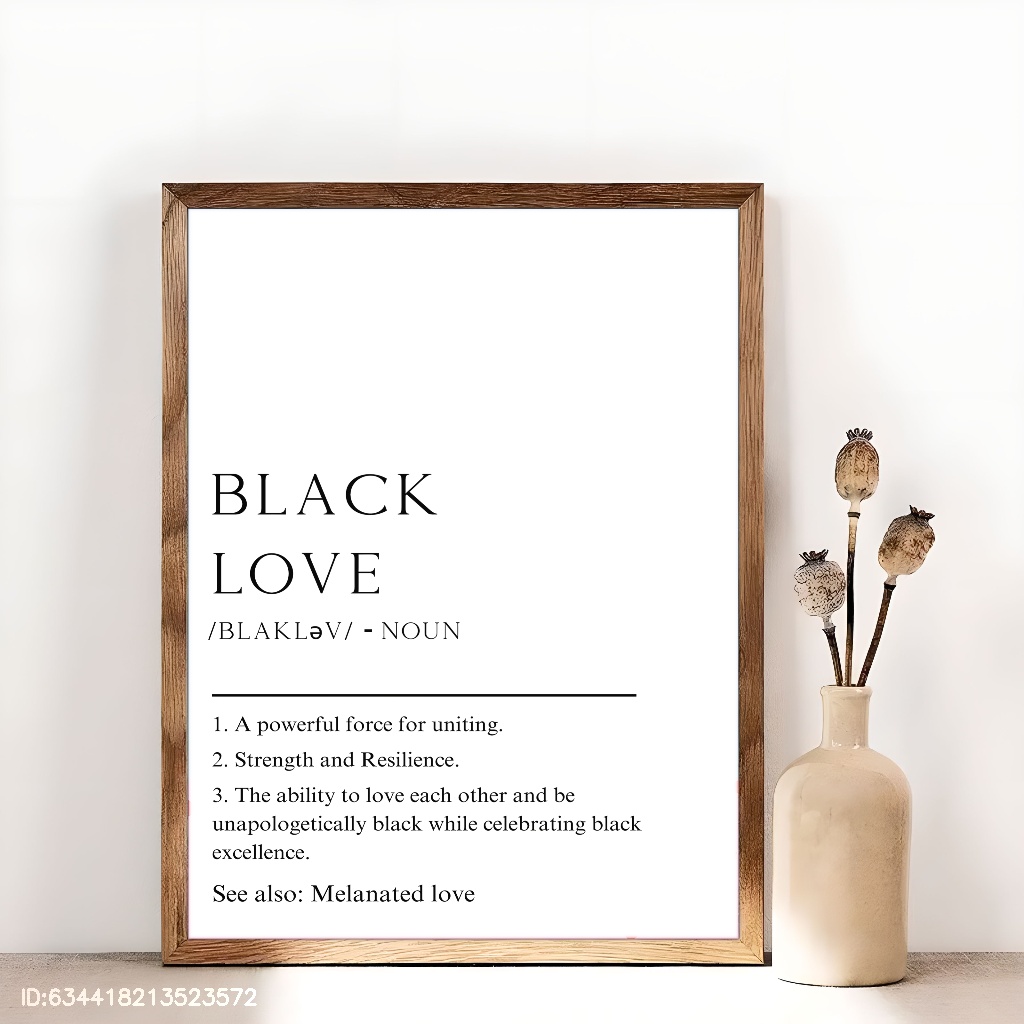 BLACK
LOVE
/BLAKLəV/ - NOUN
1. A powerful force for uniting.
2. Strength and Resilience.
3. The ability to love each other and be
unapologetically black while celebrating black
excellence.
See also: Melanated love
ID:634418213523572